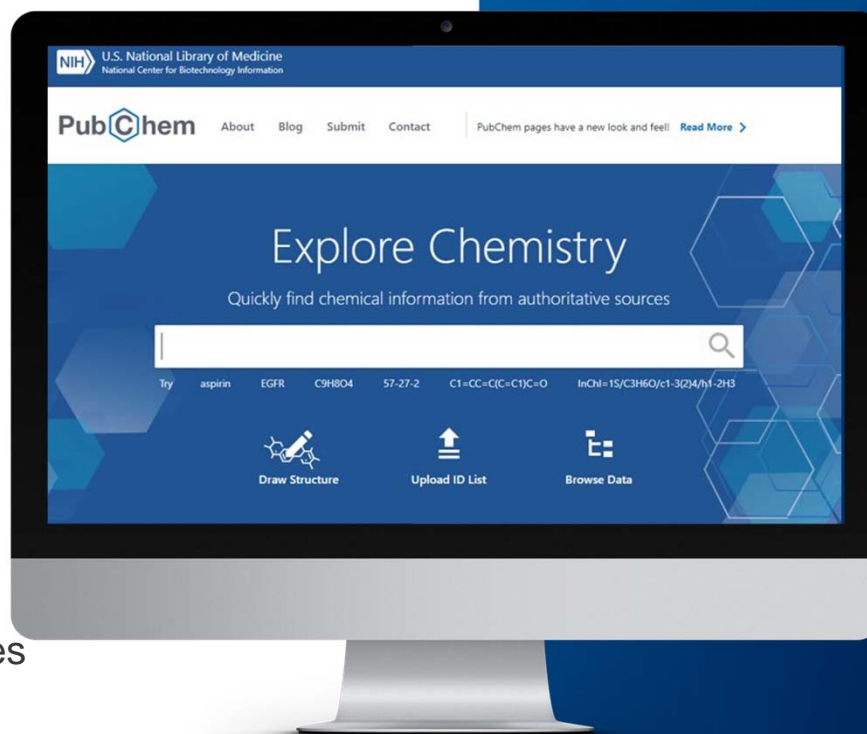 NIH U.S. National Library of Medicine
National Center for Biotechnology Information
PubChem About Blog Submit Contact PubChem pages have a new look and feel! Read More >
Explore Chemistry
Quickly find chemical information from authoritative sources
Try aspirin EGFR C9H8O4 57-27-2 C1=CC=C(C=C1)C=O InChI=1S/C3H6O/c1-3(2)4/h1-2H3
Draw Structure Upload ID List Browse Data
es